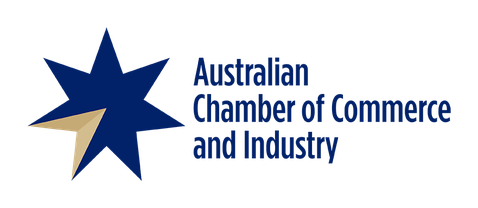 Australian
Chamber of Commerce
and Industry